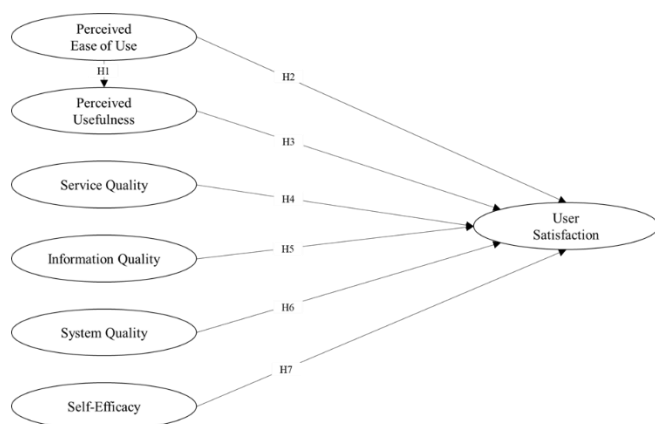 Perceived
Ease of Use
H1
H2
Perceived
Usefulness
H3
Service Quality
H4
User
Satisfaction
Information Quality
H5
System Quality
H6
H7
Self-Efficacy